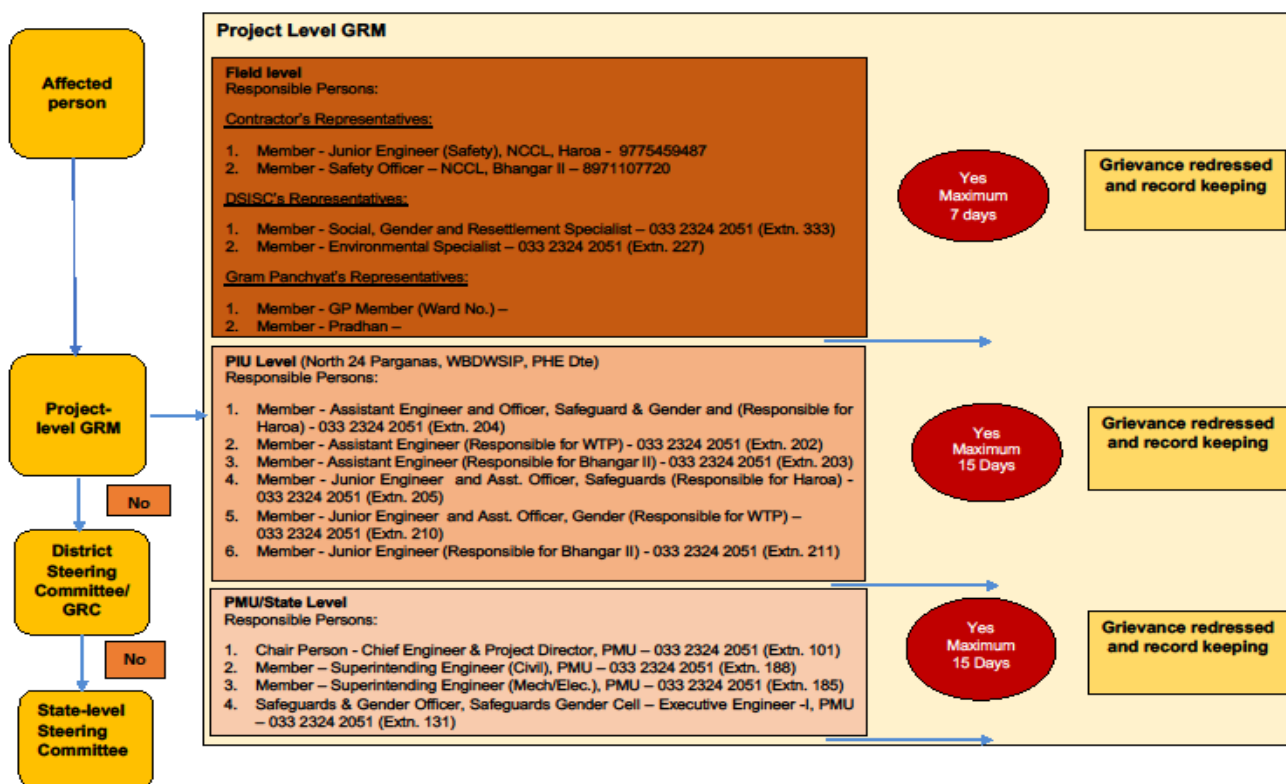 Affected
person
Project-
level GRM
No
District
Steering
Committee/
GRC
No
State-level
Steering
Committee
Project Level GRM
Field level
Responsible Persons:
Contractor's Representatives:
1. Member - Junior Engineer (Safety), NCCL, Haroa - 9775459487
2. Member - Safety Officer – NCCL, Bhangar II – 8971107720
DSISC's Representatives:
1. Member - Social, Gender and Resettlement Specialist – 033 2324 2051 (Extn. 333)
2. Member - Environmental Specialist – 033 2324 2051 (Extn. 227)
Gram Panchyat's Representatives:
1. Member - GP Member (Ward No.) –
2. Member - Pradhan –
Yes
Maximum
7 days
Grievance redressed
and record keeping
PIU Level (North 24 Parganas, WBDWSIP, PHE Dte)
Responsible Persons:
1. Member - Assistant Engineer and Officer, Safeguard & Gender and (Responsible for
Haroa) - 033 2324 2051 (Extn. 204)
2. Member - Assistant Engineer (Responsible for WTP) - 033 2324 2051 (Extn. 202)
3. Member - Assistant Engineer (Responsible for Bhangar II) - 033 2324 2051 (Extn. 203)
4. Member - Junior Engineer and Asst. Officer, Safeguards (Responsible for Haroa) -
033 2324 2051 (Extn. 205)
5. Member - Junior Engineer and Asst. Officer, Gender (Responsible for WTP) –
033 2324 2051 (Extn. 210)
6. Member - Junior Engineer (Responsible for Bhangar II) - 033 2324 2051 (Extn. 211)
Yes
Maximum
15 Days
Grievance redressed
and record keeping
PMU/State Level
Responsible Persons:
1. Chair Person - Chief Engineer & Project Director, PMU – 033 2324 2051 (Extn. 101)
2. Member – Superintending Engineer (Civil), PMU – 033 2324 2051 (Extn. 188)
3. Member – Superintending Engineer (Mech/Elec.), PMU – 033 2324 2051 (Extn. 185)
4. Safeguards & Gender Officer, Safeguards Gender Cell – Executive Engineer -I, PMU
– 033 2324 2051 (Extn. 131)
Yes
Maximum
15 Days
Grievance redressed
and record keeping